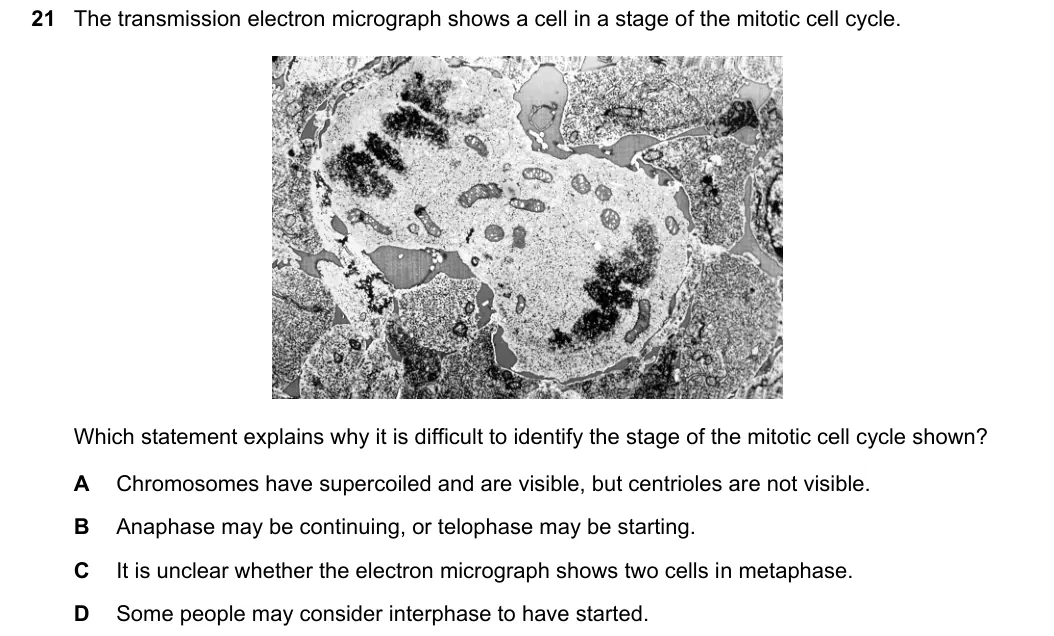 21 The transmission electron micrograph shows a cell in a stage of the mitotic cell cycle.
Which statement explains why it is difficult to identify the stage of the mitotic cell cycle shown?
A Chromosomes have supercoiled and are visible, but centrioles are not visible.
B Anaphase may be continuing, or telophase may be starting.
C It is unclear whether the electron micrograph shows two cells in metaphase.
D Some people may consider interphase to have started.